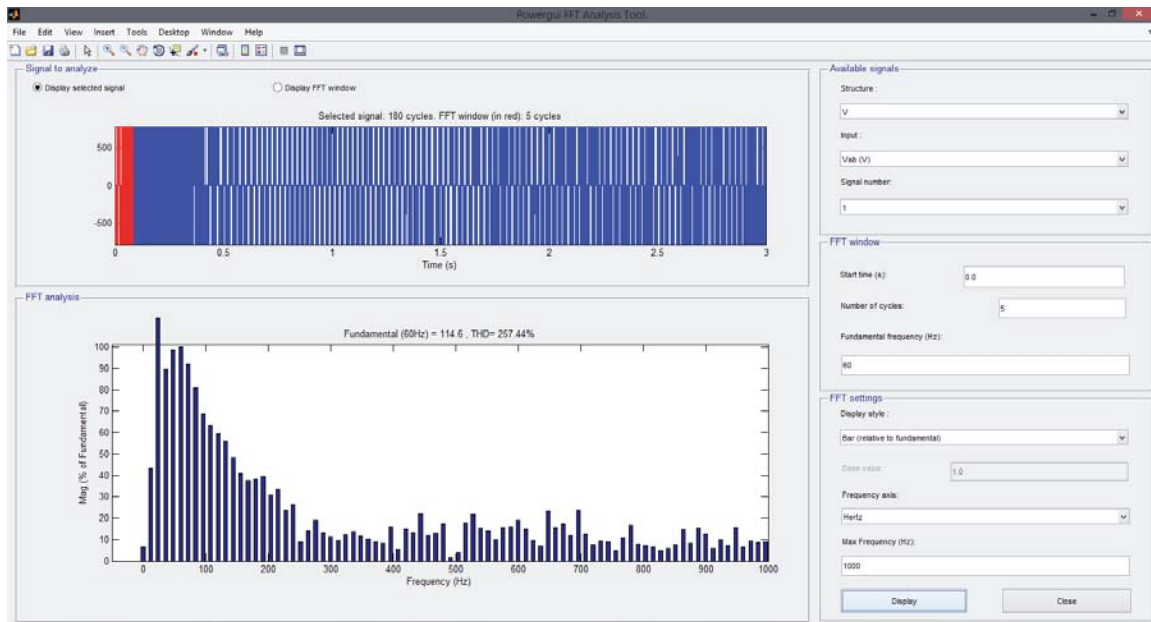 Powergui FFT Analysis Tool.
File Edit View Insert Tools Desktop Window Help
Signal to analyze
Display selected signal
Display FFT window
Selected signal: 180 cycles. FFT window (in red): 5 cycles
500
0
-500
0 0.5 1 1.5 2 2.5 3
Time (s)
FFT analysis
Fundamental (60Hz) = 114.6 , THD= 257.44%
100
90
80
70
60
50
40
30
20
10
0
Mag (% of Fundamental)
0 100 200 300 400 500 600 700 800 900 1000
Frequency (Hz)
Available signals
Structure :
V
Input :
Vab (V)
Signal number:
1
FFT window
Start time (s):
0.0
Number of cycles:
5
Fundamental frequency (Hz):
60
FFT settings
Display style :
Bar (relative to fundamental)
Base value:
1.0
Frequency axis:
Hertz
Max Frequency (Hz):
1000
Display
Close